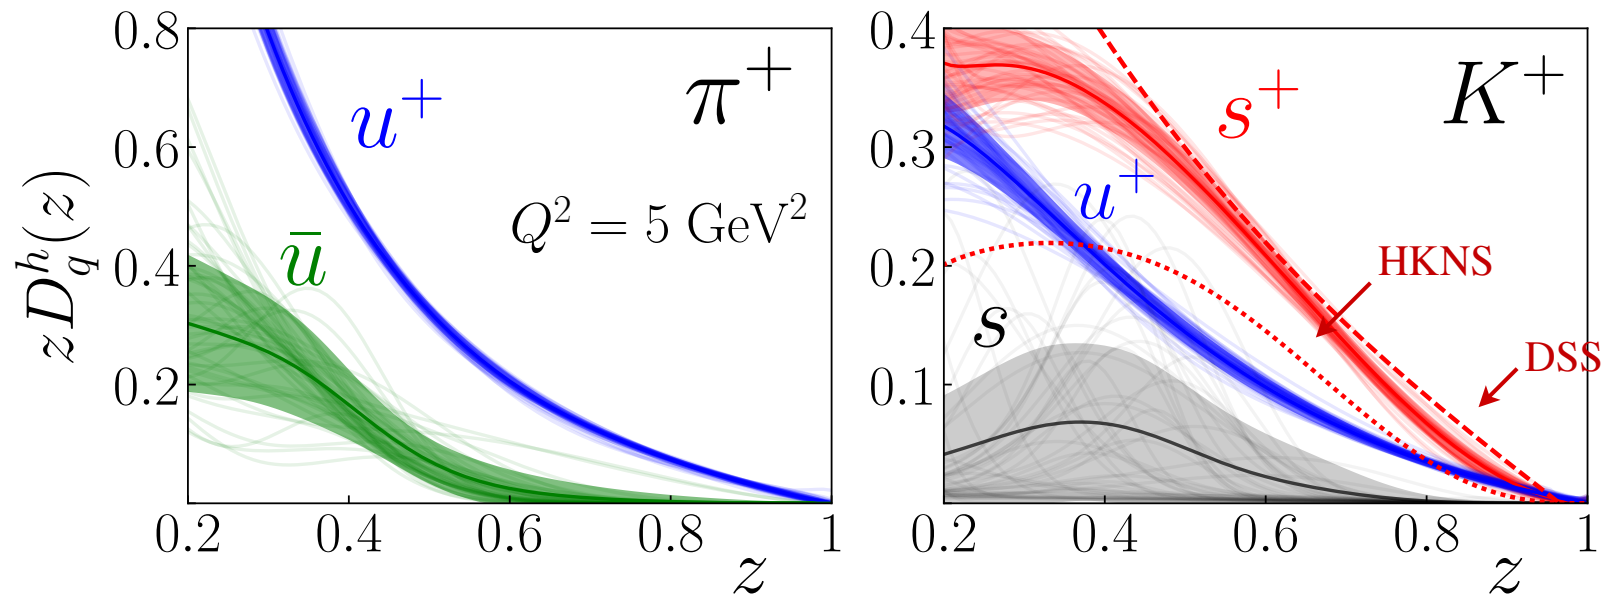 zD_q^h(z)
0.8
0.6
0.4
0.2
0.2 0.4 0.6 0.8 1
z
π⁺
u⁺
ū
Q² = 5 GeV²
0.4
0.3
0.2
0.1
0.2 0.4 0.6 0.8 1
z
K⁺
s⁺
u⁺
s
HKNS
DSS